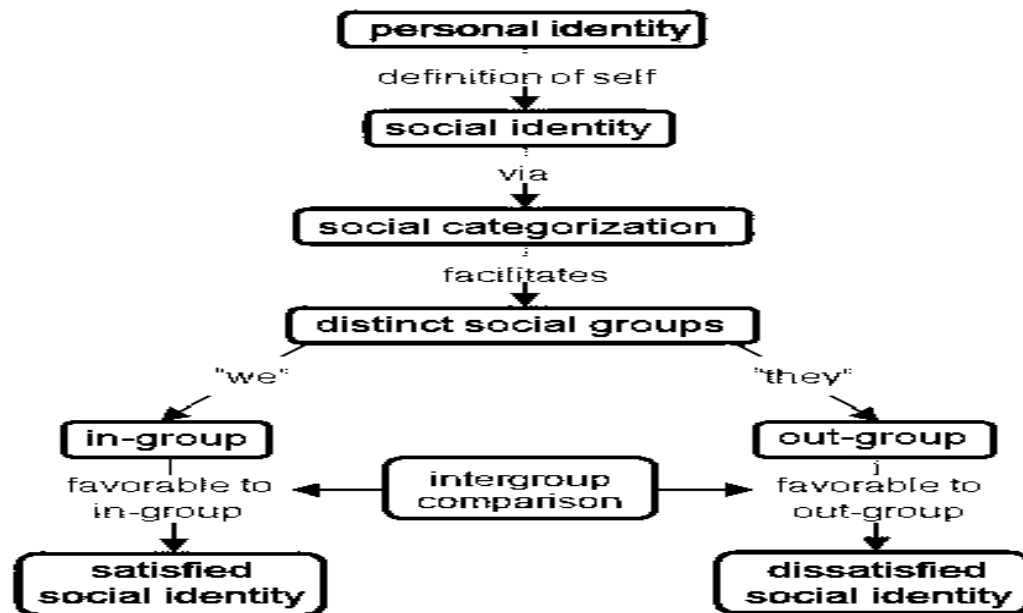 personal identity
definition of self
social identity
via
social categorization
facilitates
distinct social groups
"we"
"they"
in-group
out-group
favorable to
in-group
intergroup
comparison
favorable to
out-group
satisfied
social identity
dissatisfied
social identity